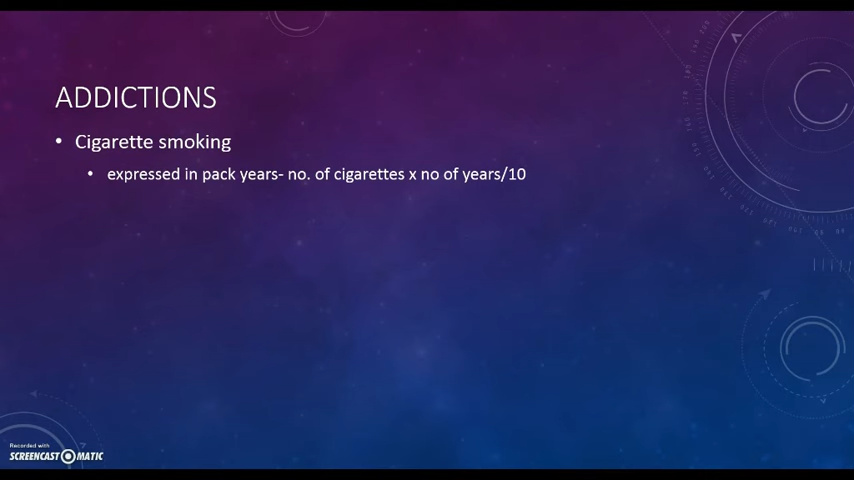 ADDICTIONS
• Cigarette smoking
• expressed in pack years- no. of cigarettes x no of years/10
Recorded with
SCREENCAST MATIC